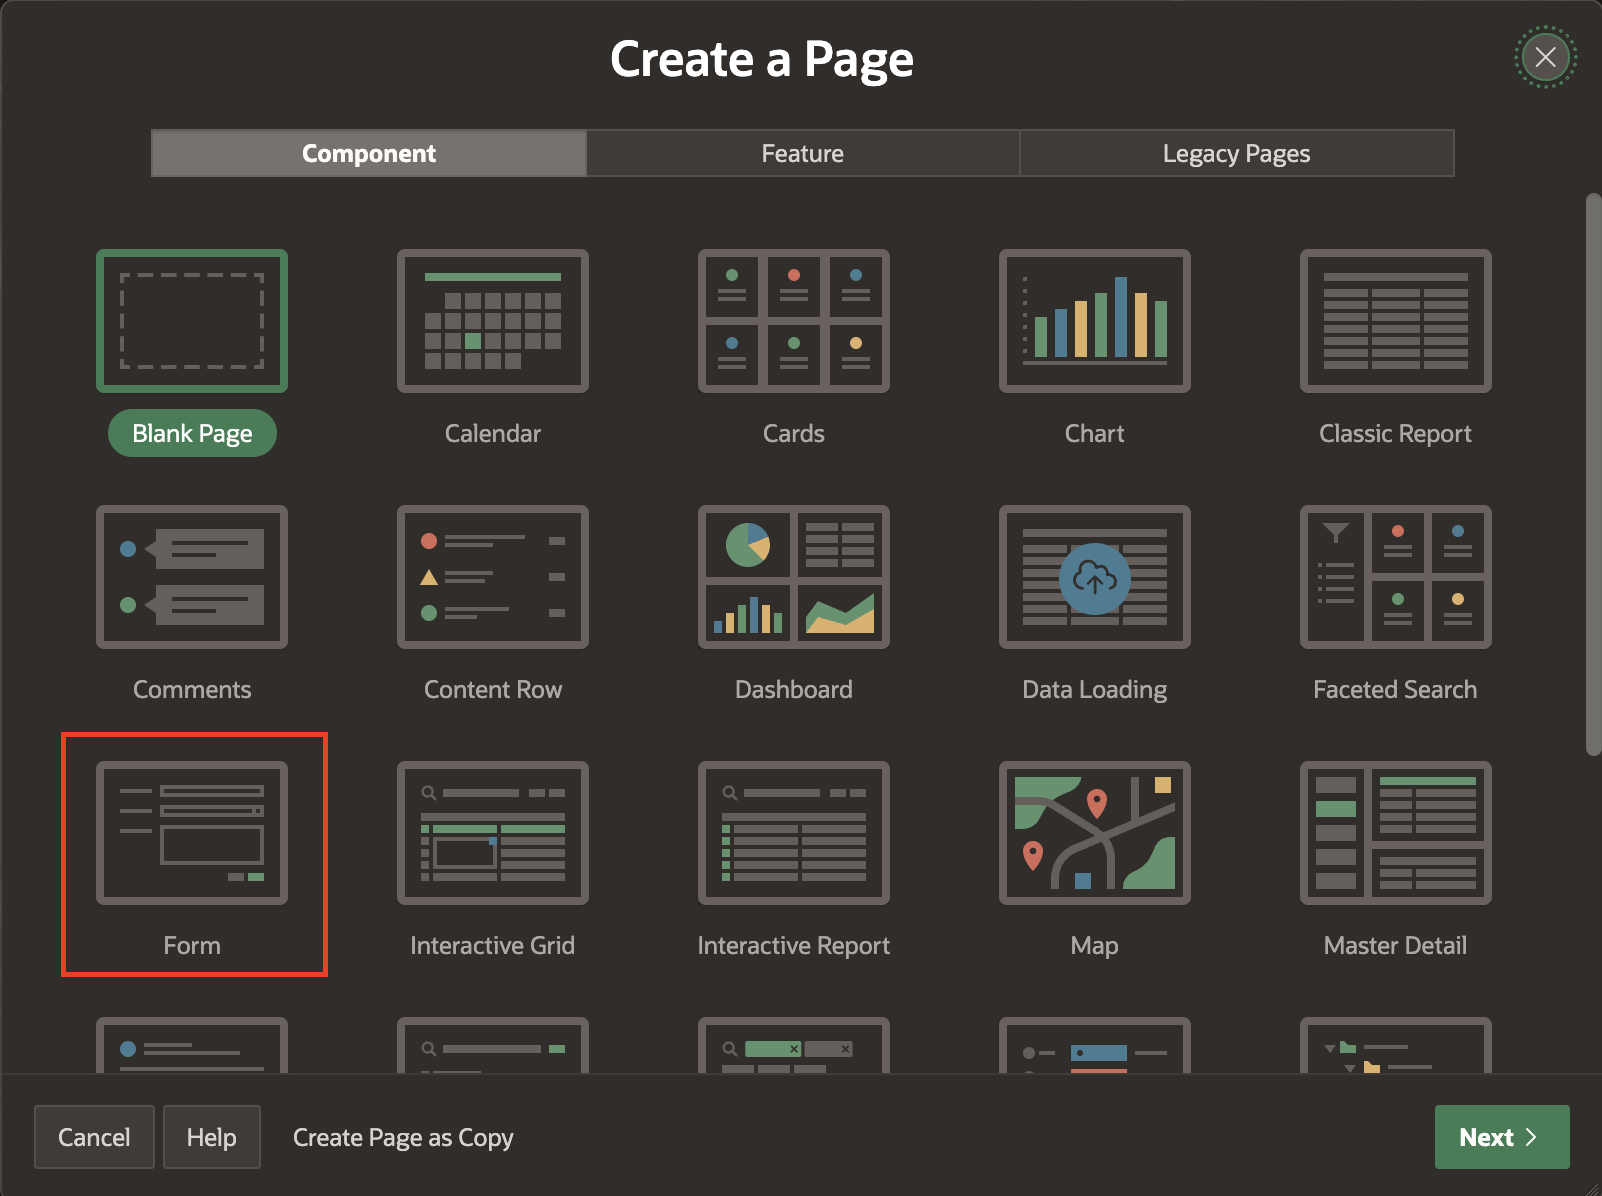 Create a Page
Component
Feature
Legacy Pages
Blank Page
Calendar
Cards
Chart
Classic Report
Comments
Content Row
Dashboard
Data Loading
Faceted Search
Form
Interactive Grid
Interactive Report
Map
Master Detail
Cancel
Help
Create Page as Copy
Next